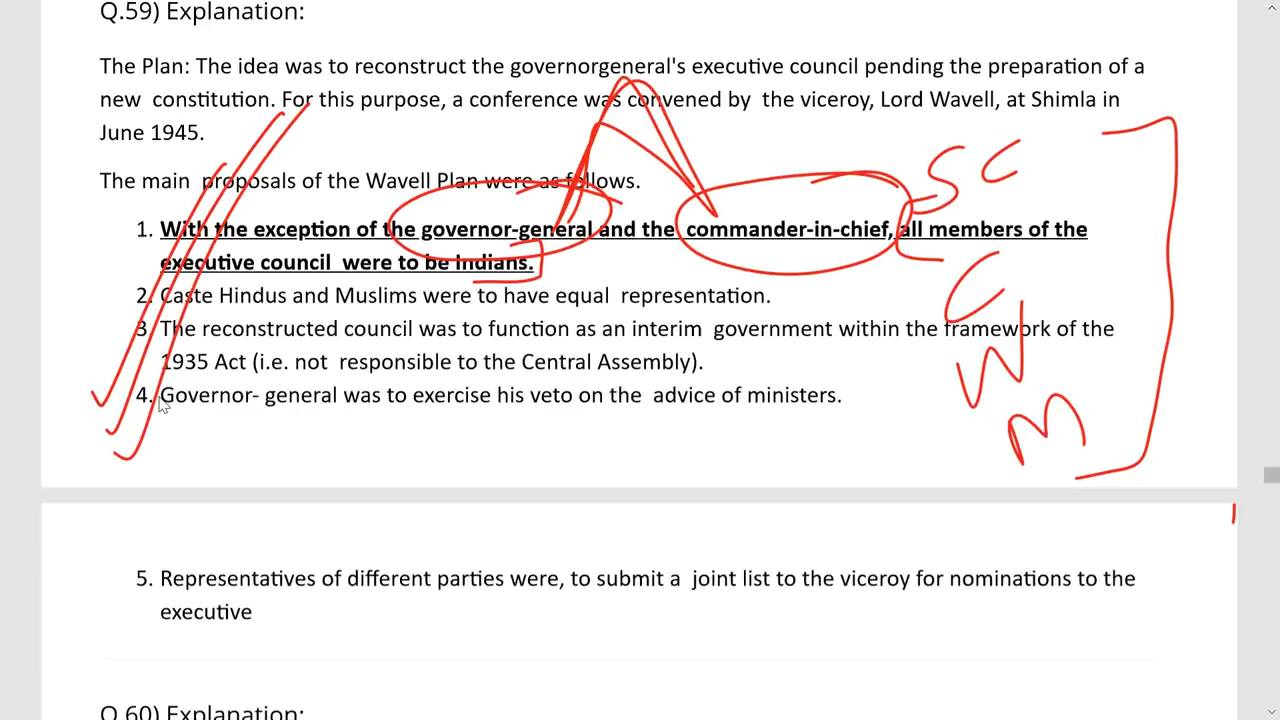 Q.59) Explanation:
The Plan: The idea was to reconstruct the governorgeneral's executive council pending the preparation of a
new constitution. For this purpose, a conference was convened by the viceroy, Lord Wavell, at Shimla in
June 1945.
The main proposals of the Wavell Plan were as follows.
1. With the exception of the governor-general and the commander-in-chief, all members of the
executive council were to be Indians.
2. Caste Hindus and Muslims were to have equal representation.
3. The reconstructed council was to function as an interim government within the framework of the
1935 Act (i.e. not responsible to the Central Assembly).
4. Governor- general was to exercise his veto on the advice of ministers.
SC
C
W
M
5. Representatives of different parties were, to submit a joint list to the viceroy for nominations to the
executive
Q.60) Explanation: